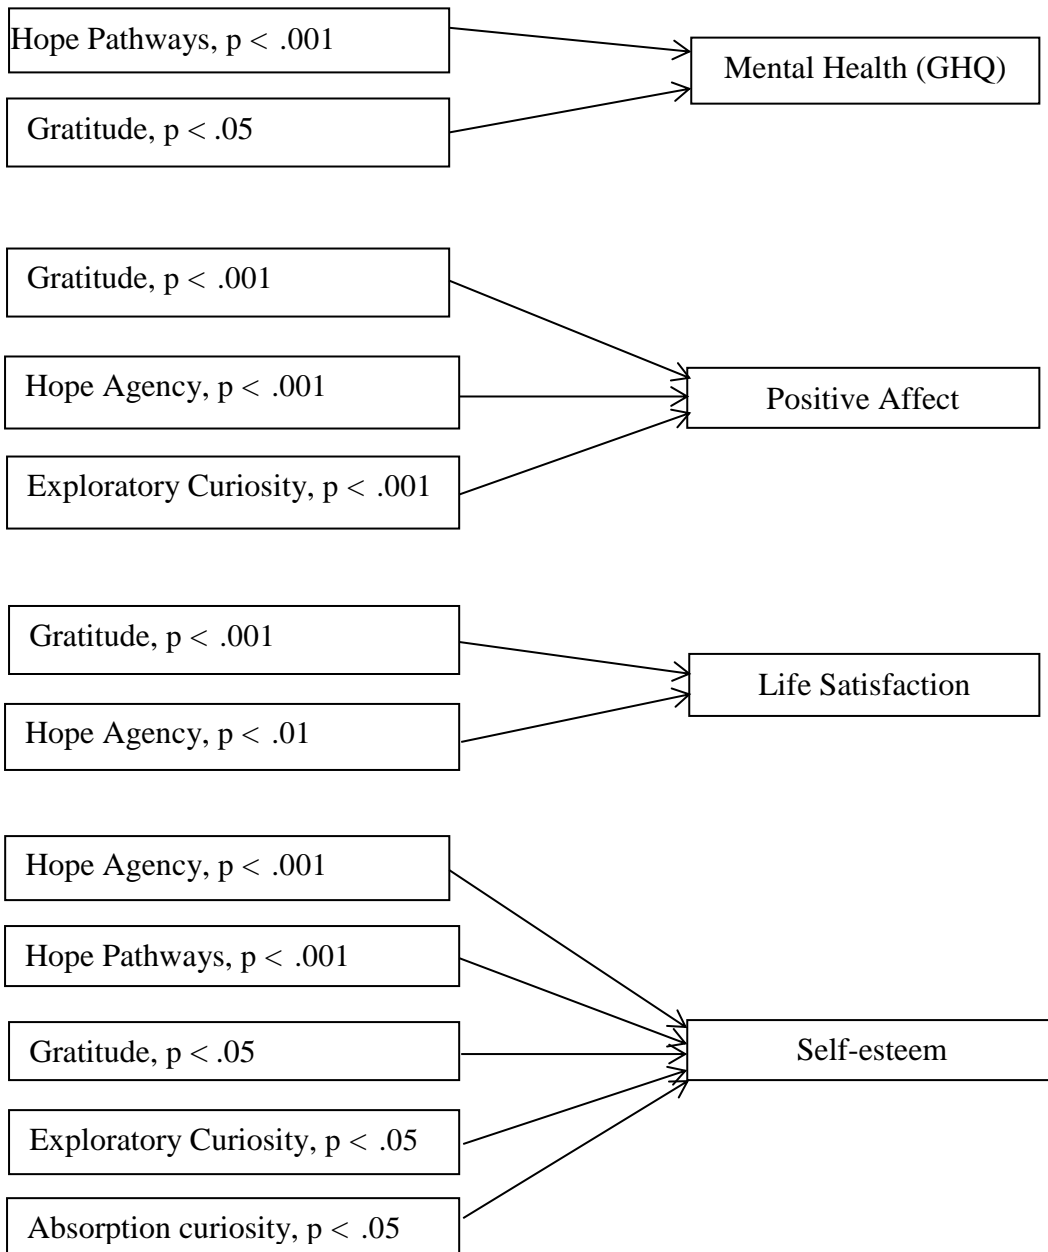 Hope Pathways, p < .001
Mental Health (GHQ)
Gratitude, p < .05
Gratitude, p < .001
Hope Agency, p < .001
Positive Affect
Exploratory Curiosity, p < .001
Gratitude, p < .001
Life Satisfaction
Hope Agency, p < .01
Hope Agency, p < .001
Hope Pathways, p < .001
Gratitude, p < .05
Self-esteem
Exploratory Curiosity, p < .05
Absorption curiosity, p < .05